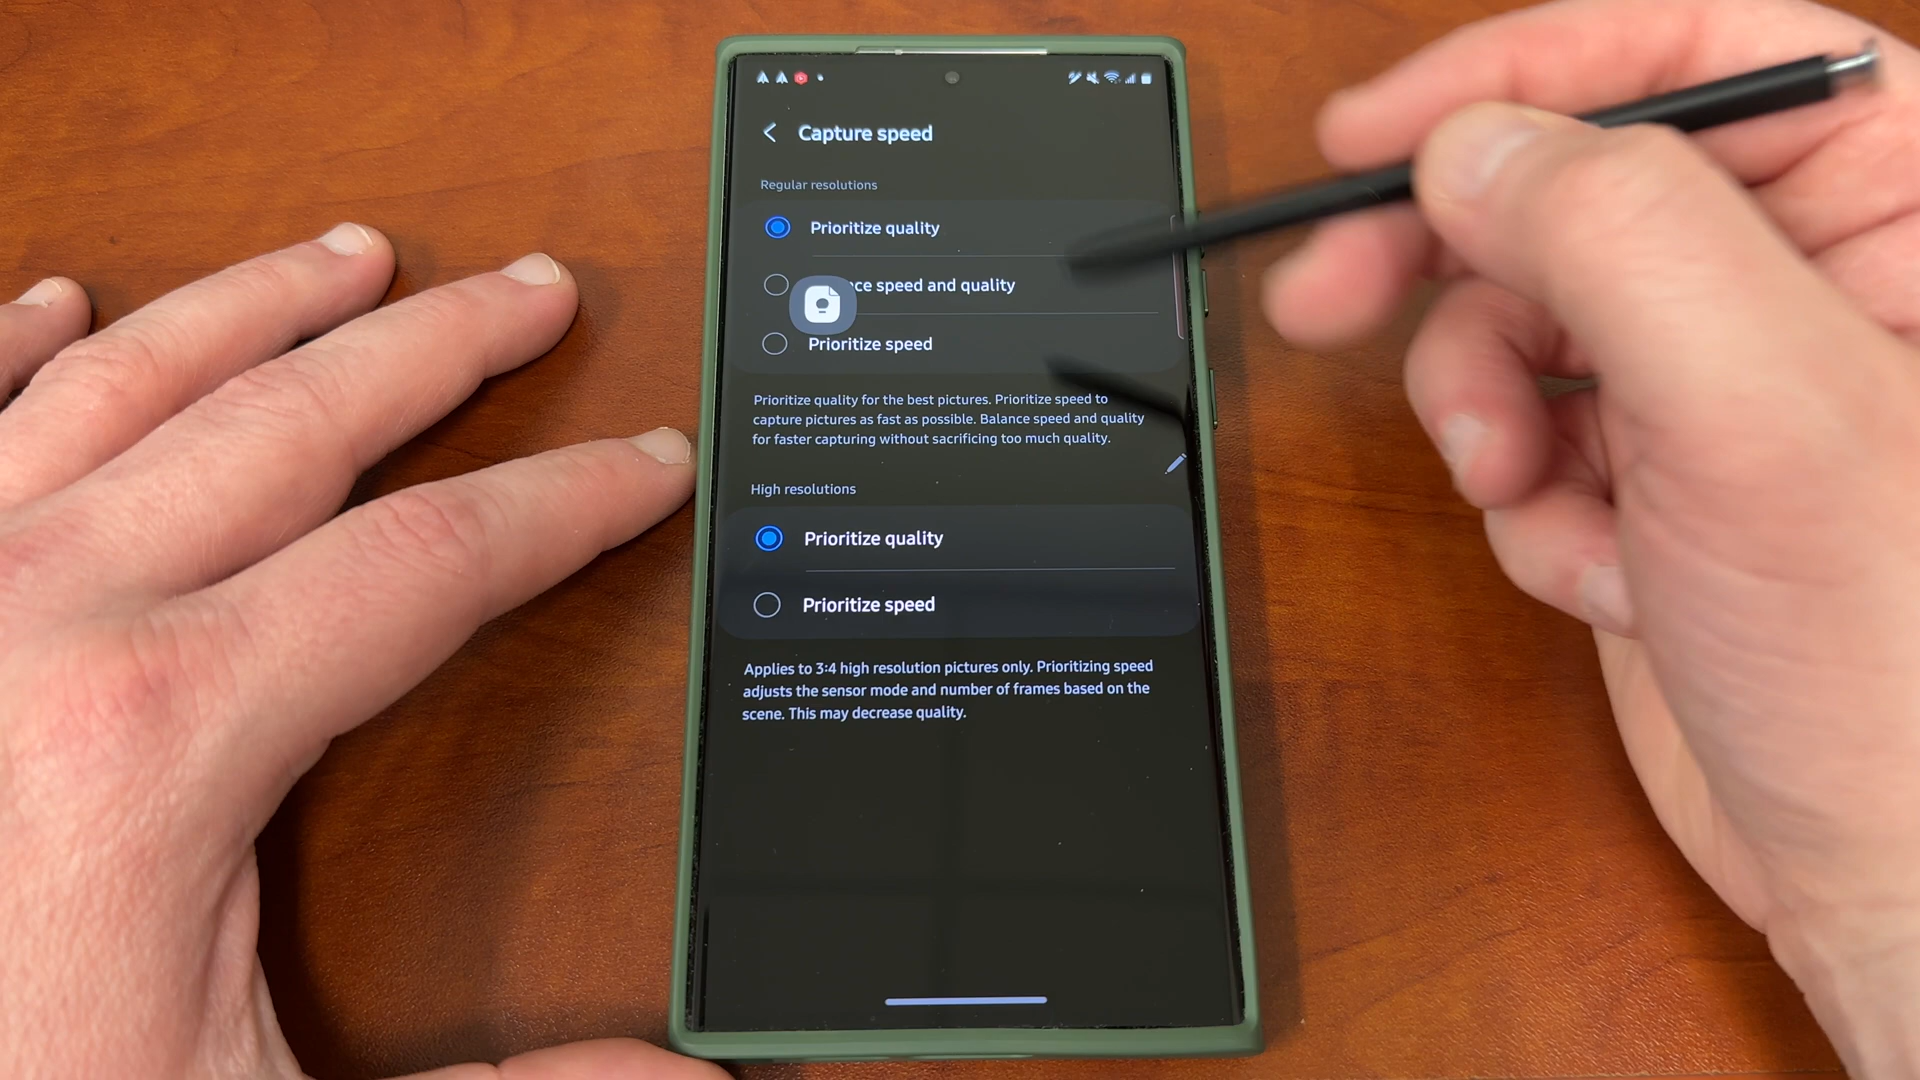 Capture speed
Regular resolutions
Prioritize quality
speed and quality
Prioritize speed
Prioritize quality for the best pictures. Prioritize speed to
capture pictures as fast as possible. Balance speed and quality
for faster capturing without sacrificing too much quality.
High resolutions
Prioritize quality
Prioritize speed
Applies to 3:4 high resolution pictures only. Prioritizing speed
adjusts the sensor mode and number of frames based on the
scene. This may decrease quality.